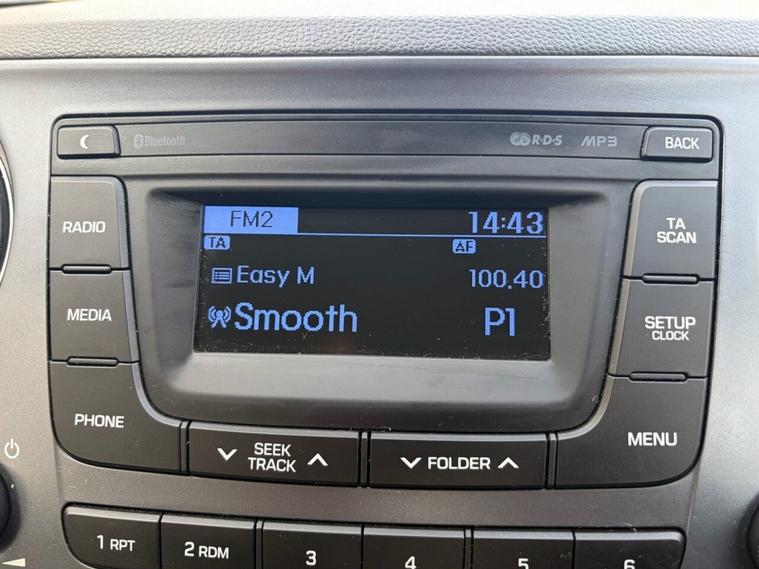 Bluetooth R·D·S MP3 BACK
RADIO
FM2 14:43
TA AF
TA
SCAN
Easy M 100.40
MEDIA
Smooth P1
SETUP
CLOCK
PHONE
SEEK
TRACK
FOLDER
MENU
1 RPT 2 RDM 3 4 5 6